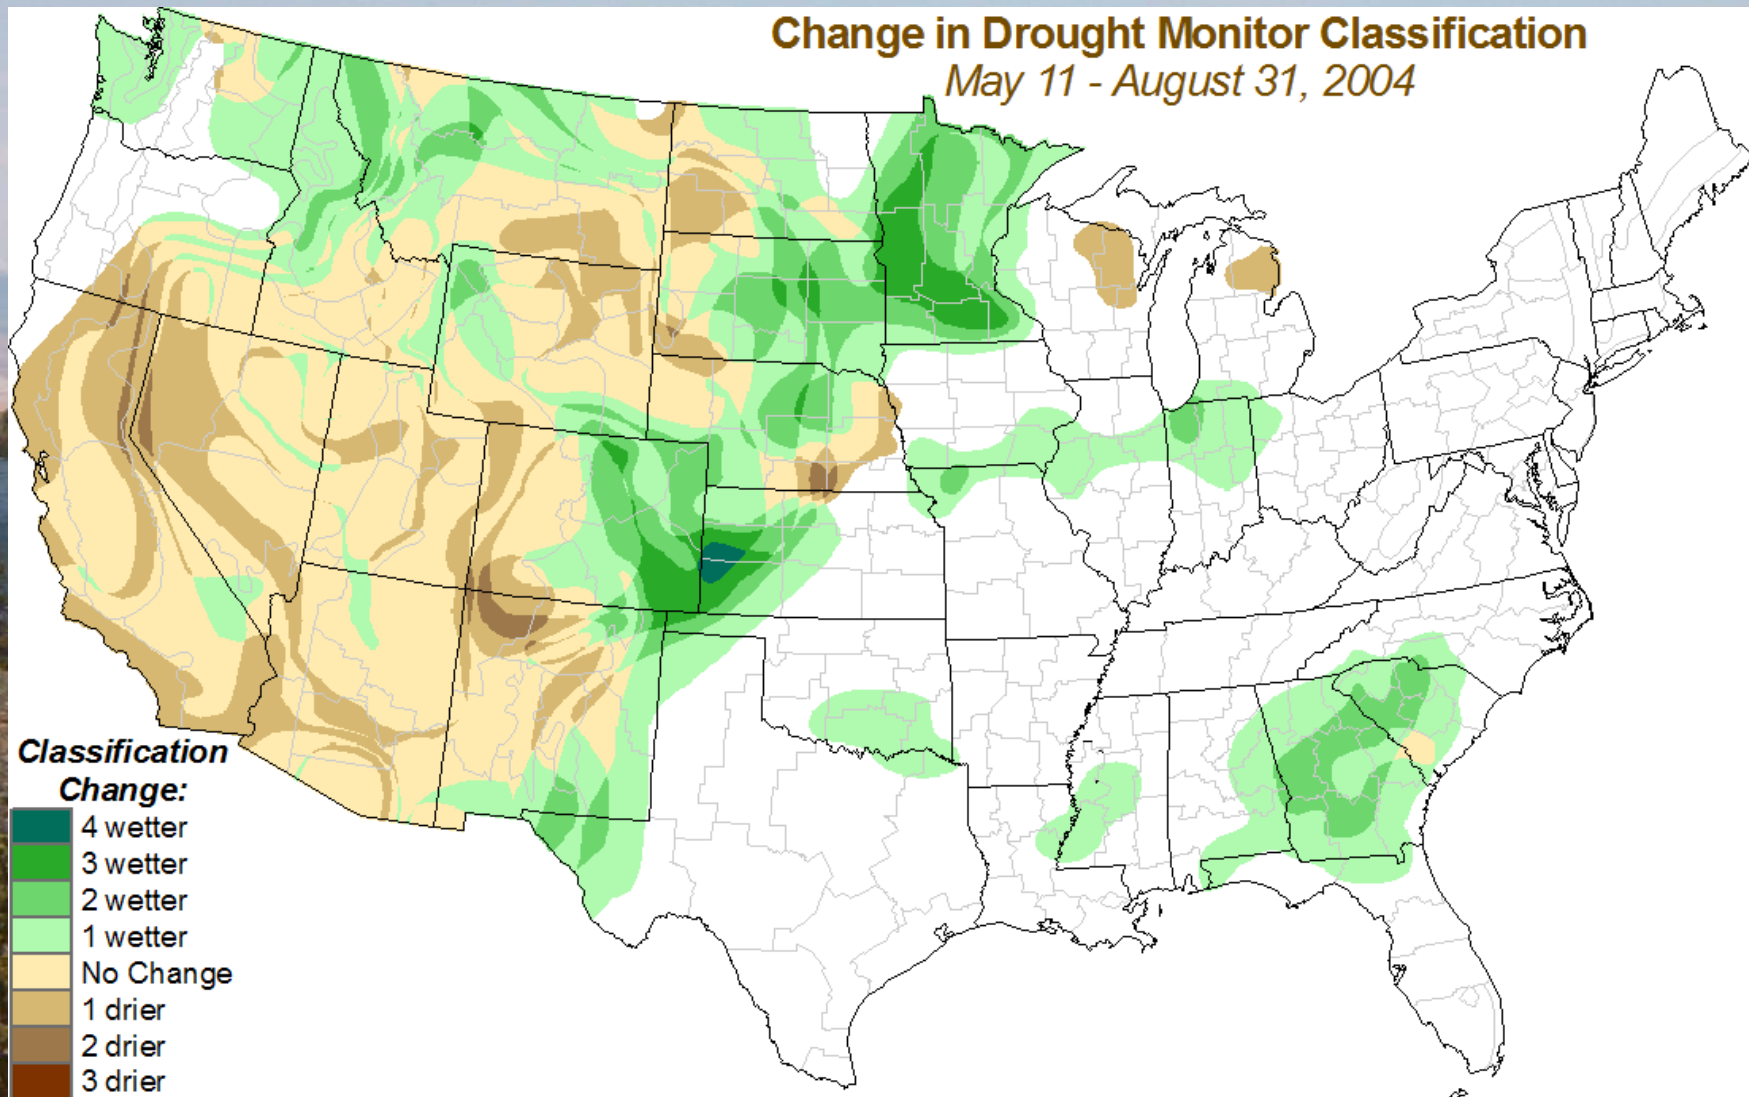 Change in Drought Monitor Classification
May 11 - August 31, 2004
Classification
Change:
4 wetter
3 wetter
2 wetter
1 wetter
No Change
1 drier
2 drier
3 drier